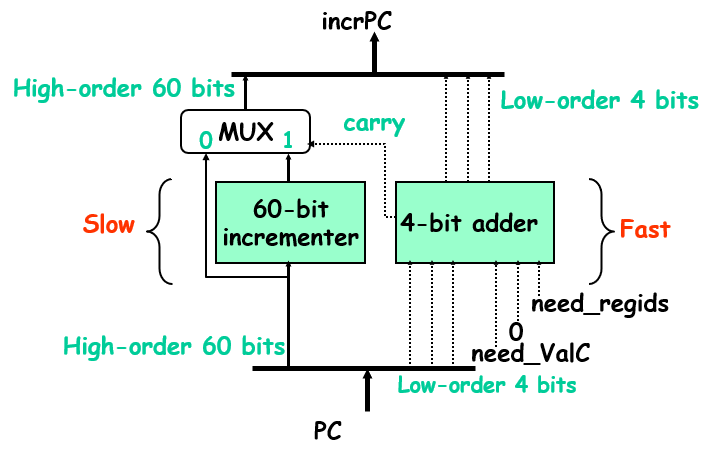 incrPC
High-order 60 bits
Low-order 4 bits
0 MUX 1
carry
Slow
60-bit
incrementer
4-bit adder
Fast
need_regids
0
High-order 60 bits
need_ValC
Low-order 4 bits
PC